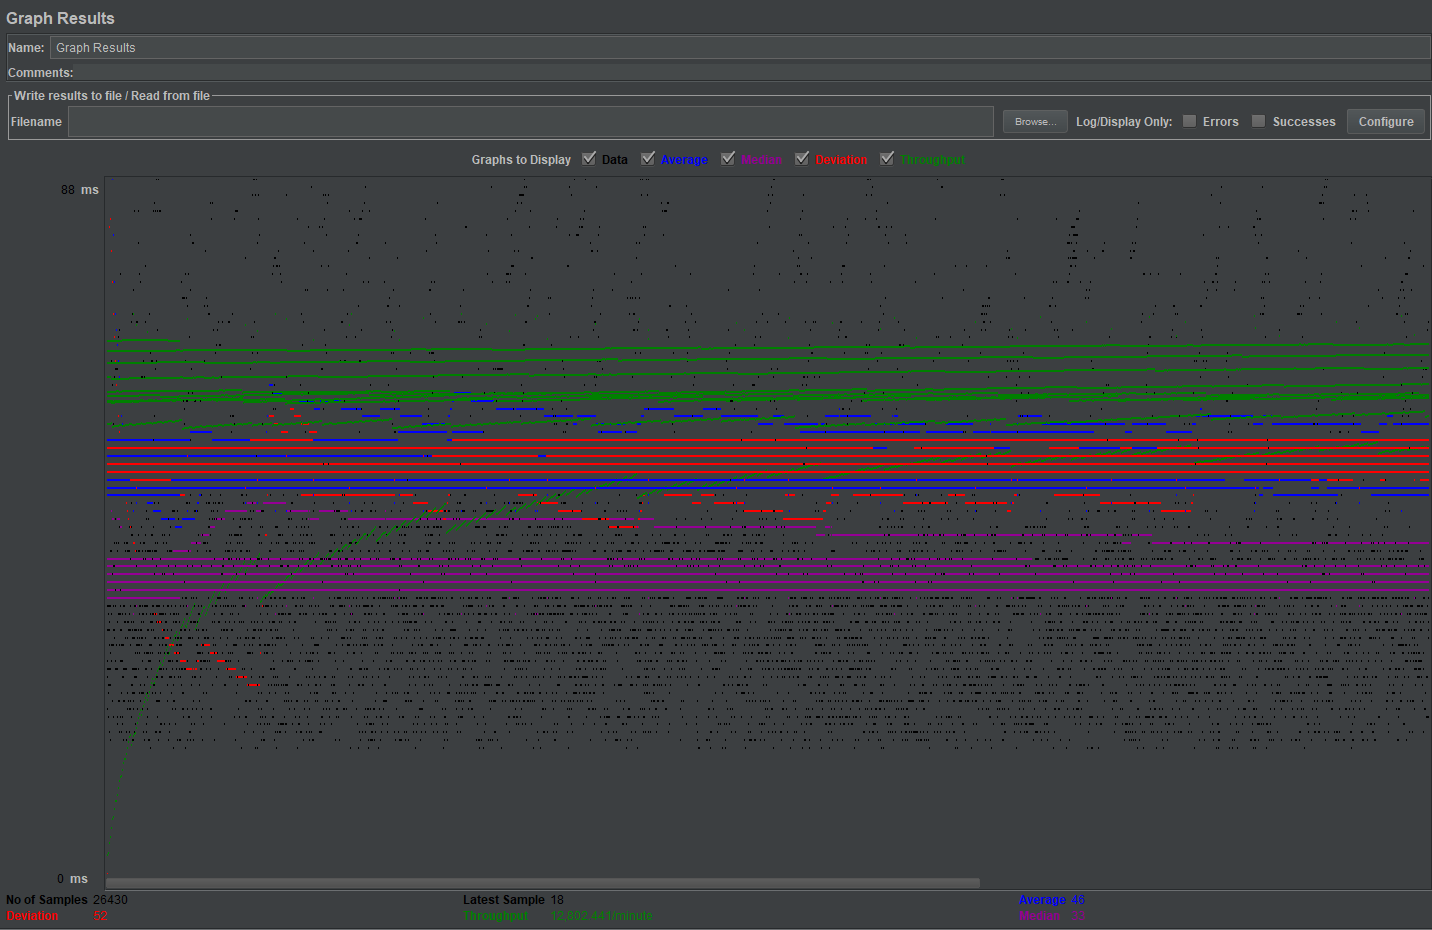 Graph Results
Name: Graph Results
Comments:
Write results to file / Read from file
Filename Browse... Log/Display Only: Errors Successes Configure
Graphs to Display Data Average Median Deviation Throughput
88 ms
0 ms
No of Samples 26430 Latest Sample 18 Average 46
Deviation 52 Throughput 12,802.441/minute Median